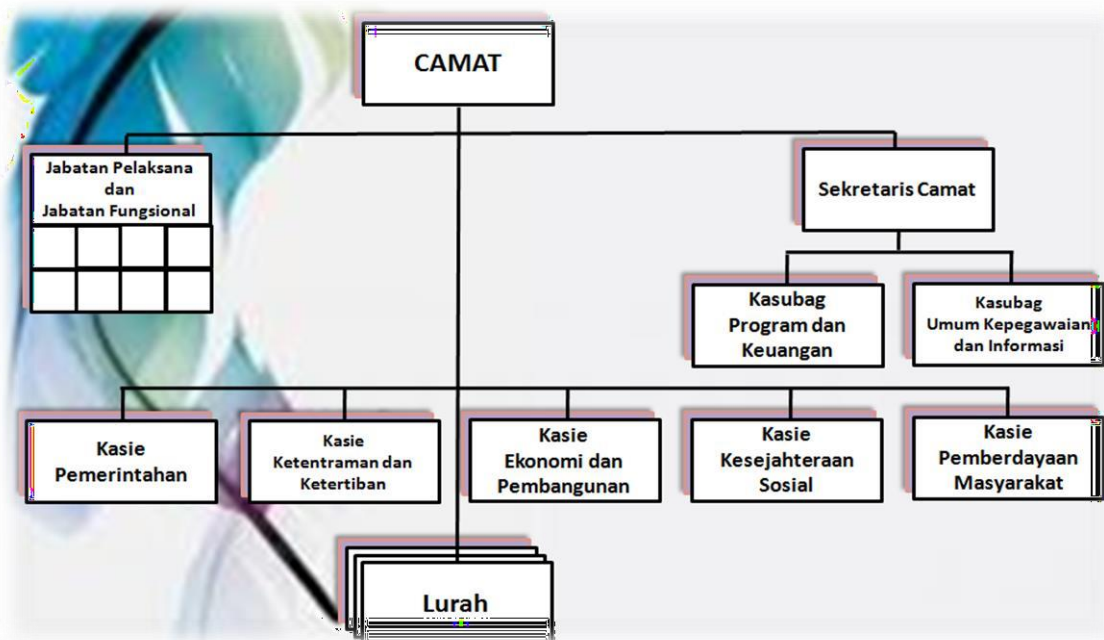 CAMAT
Jabatan Pelaksana
dan
Jabatan Fungsional
Sekretaris Camat
Kasubag
Program dan
Keuangan
Kasubag
Umum Kepegawaian
dan Informasi
Kasie
Pemerintahan
Kasie
Ketentraman dan
Ketertiban
Kasie
Ekonomi dan
Pembangunan
Kasie
Kesejahteraan
Sosial
Kasie
Pemberdayaan
Masyarakat
Lurah